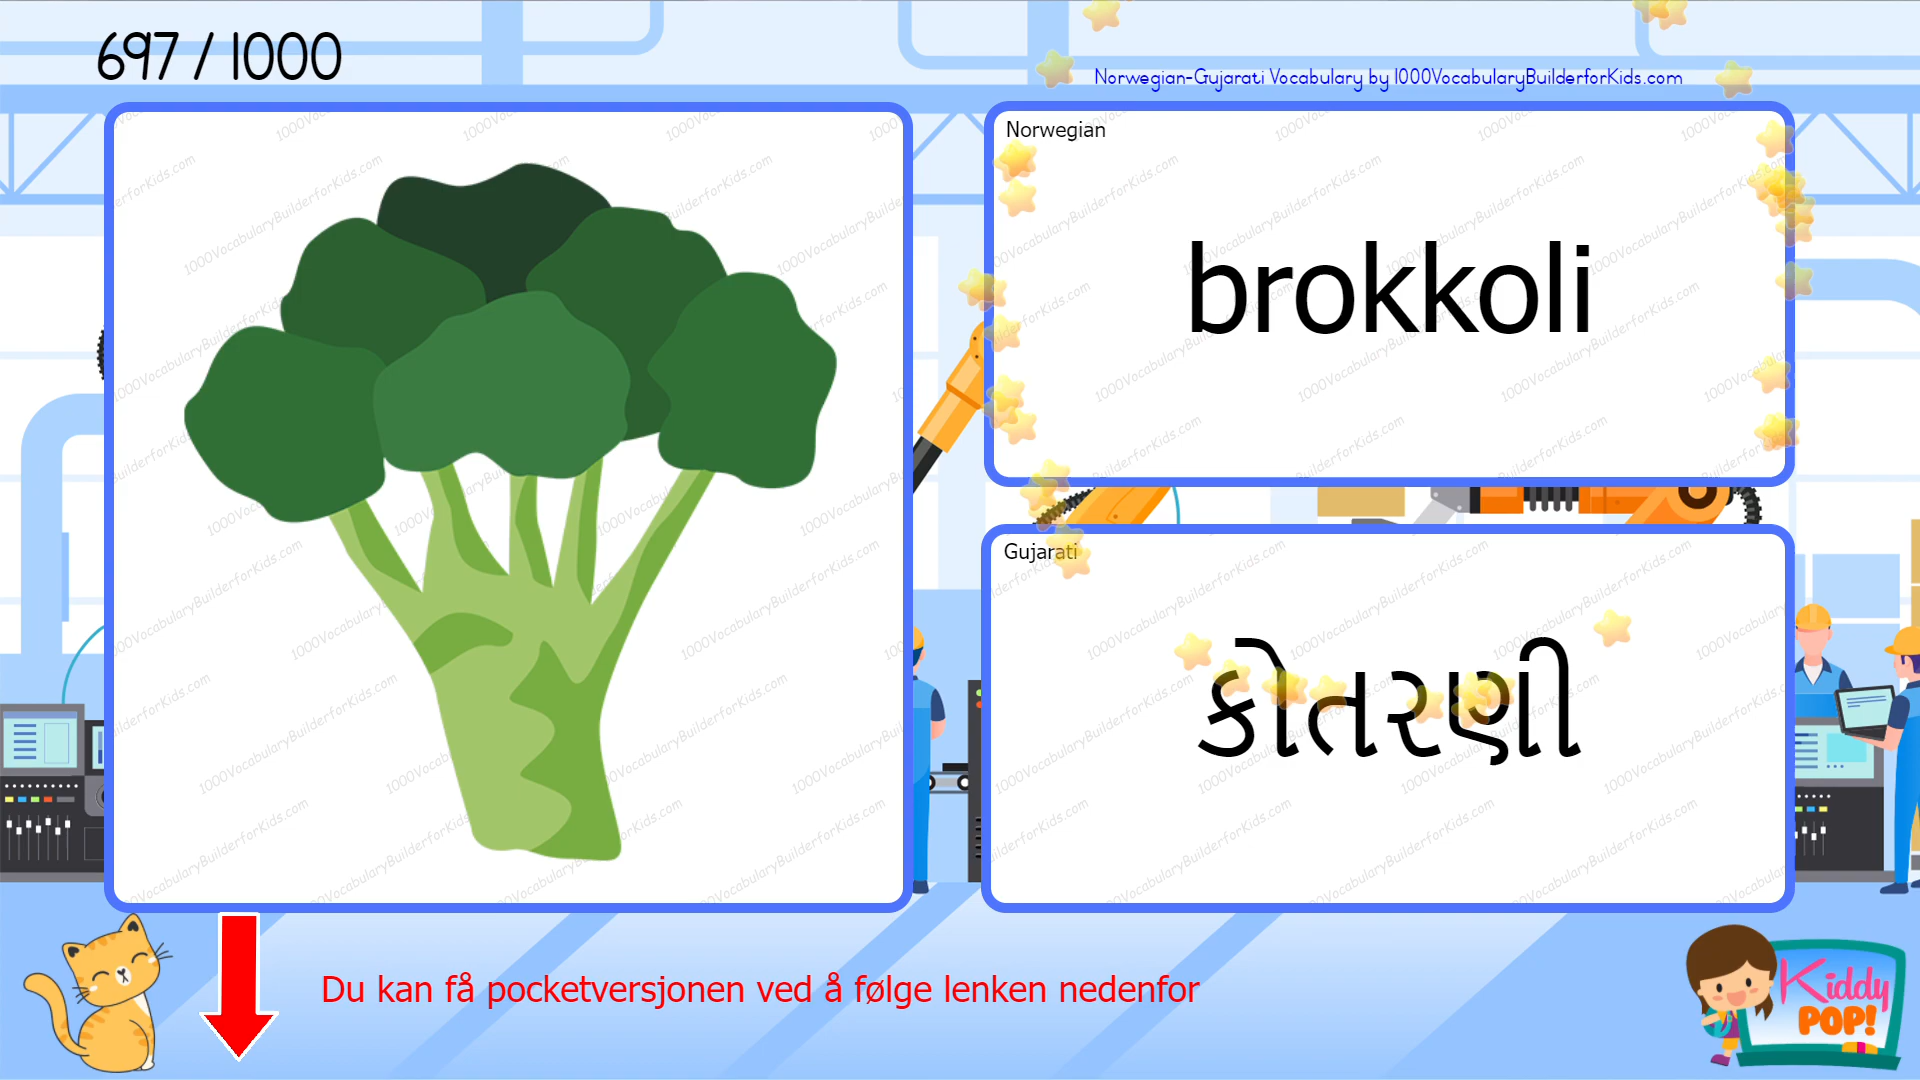 697 / 1000
Norwegian-Gujarati Vocabulary by 1000VocabularyBuilderforKids.com
Norwegian
brokkoli
Gujarati
કોતરણી
Du kan få pocketversjonen ved å følge lenken nedenfor
Kiddy
POP!